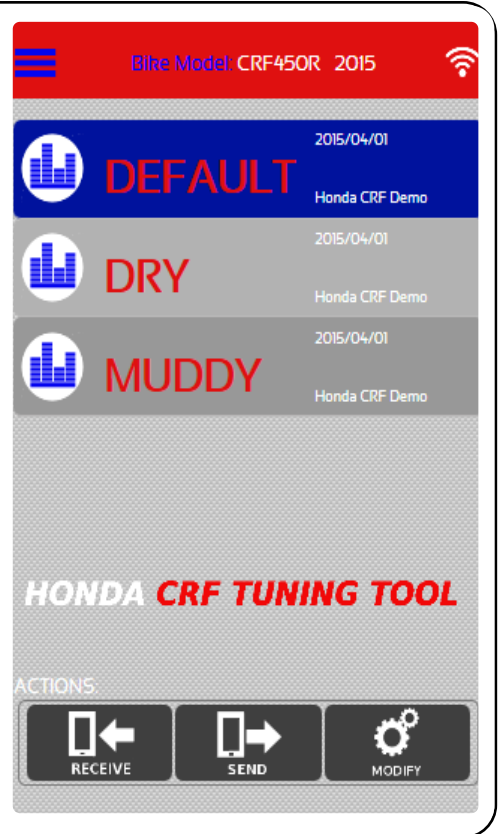 Bike Model: CRF450R 2015
2015/04/01
DEFAULT
Honda CRF Demo
2015/04/01
DRY
Honda CRF Demo
2015/04/01
MUDDY
Honda CRF Demo
HONDA CRF TUNING TOOL
ACTIONS:
RECEIVE SEND MODIFY